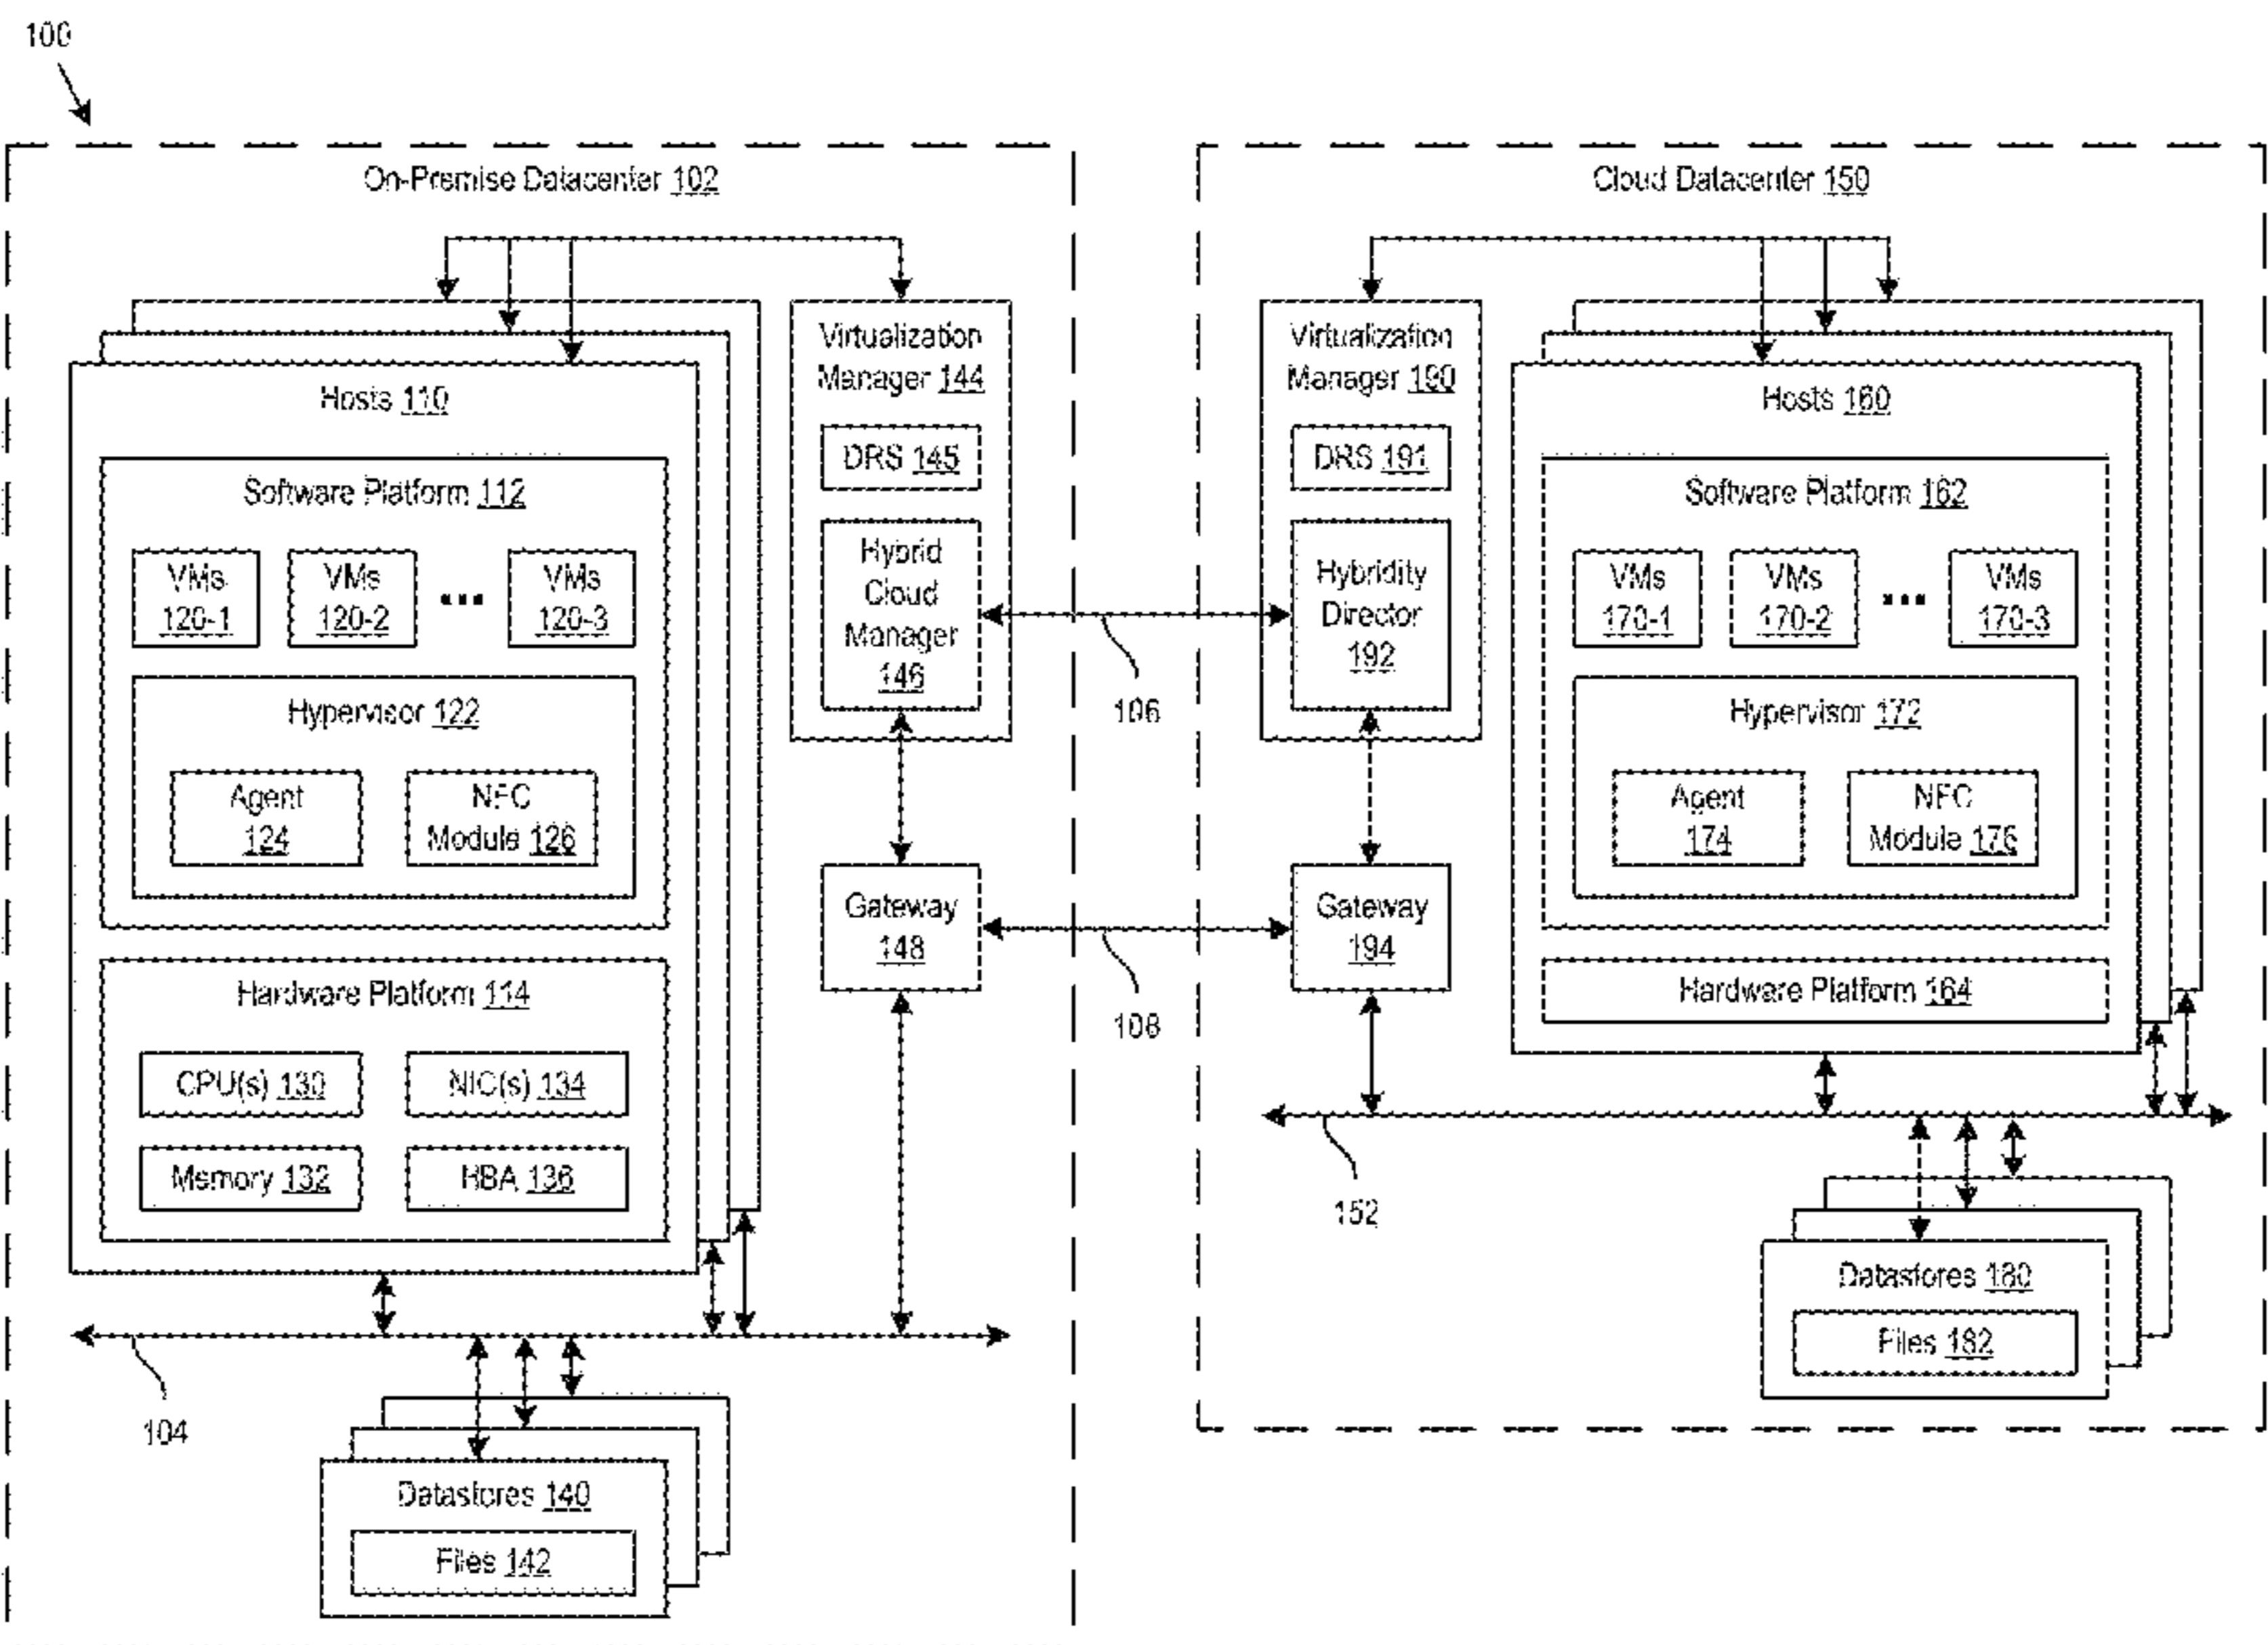 100
On-Premise Datacenter 102
Hosts 110
Software Platform 112
VMs
120-1
VMs
120-2
...
VMs
120-3
Hypervisor 122
Agent
124
NFC
Module 126
Hardware Platform 114
CPU(s) 130
NIC(s) 134
Memory 132
HBA 136
Virtualization
Manager 144
DRS 145
Hybrid
Cloud
Manager
146
Gateway
148
104
Datastores 140
Files 142
106
108
Cloud Datacenter 150
Virtualization
Manager 190
DRS 191
Hybridity
Director
192
Gateway
194
Hosts 160
Software Platform 162
VMs
170-1
VMs
170-2
...
VMs
170-3
Hypervisor 172
Agent
174
NFC
Module 176
Hardware Platform 164
152
Datastores 180
Files 182